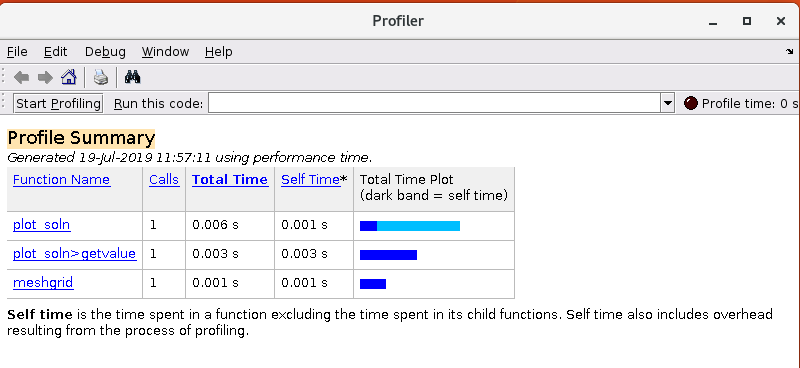 Profiler
File Edit Debug Window Help
Start Profiling Run this code: Profile time: 0 s
Profile Summary
Generated 19-Jul-2019 11:57:11 using performance time.
Function Name Calls Total Time Self Time* Total Time Plot
(dark band = self time)
plot_soln 1 0.006 s 0.001 s
plot_soln>getvalue 1 0.003 s 0.003 s
meshgrid 1 0.001 s 0.001 s
Self time is the time spent in a function excluding the time spent in its child functions. Self time also includes overhead
resulting from the process of profiling.